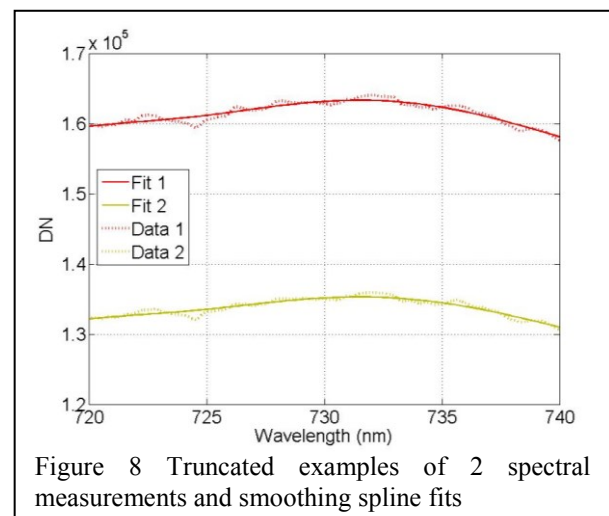 x 10⁵
1.7
1.6
1.5
1.4
1.3
1.2
DN
Fit 1
Fit 2
Data 1
Data 2
720 725 730 735 740
Wavelength (nm)
Figure 8 Truncated examples of 2 spectral
measurements and smoothing spline fits